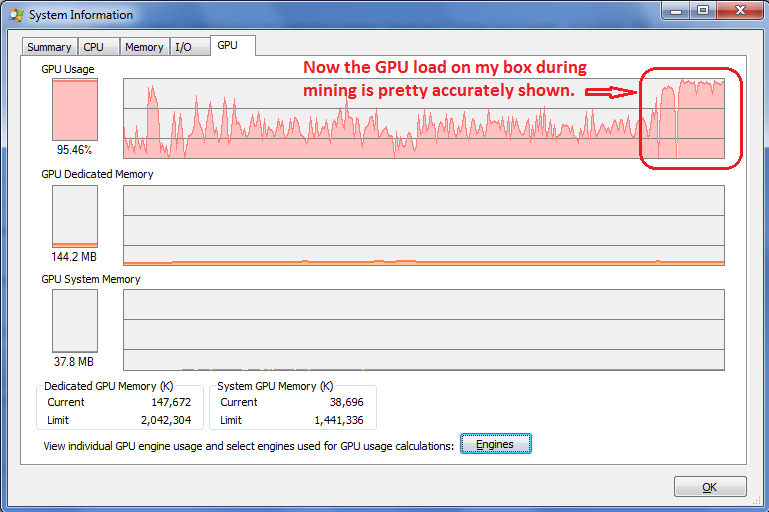 System Information
Summary CPU Memory I/O GPU
GPU Usage
Now the GPU load on my box during
mining is pretty accurately shown.
95.46%
GPU Dedicated Memory
144.2 MB
GPU System Memory
37.8 MB
Dedicated GPU Memory (K) System GPU Memory (K)
Current 147,672 Current 38,696
Limit 2,042,304 Limit 1,441,336
View individual GPU engine usage and select engines used for GPU usage calculations: Engines
OK